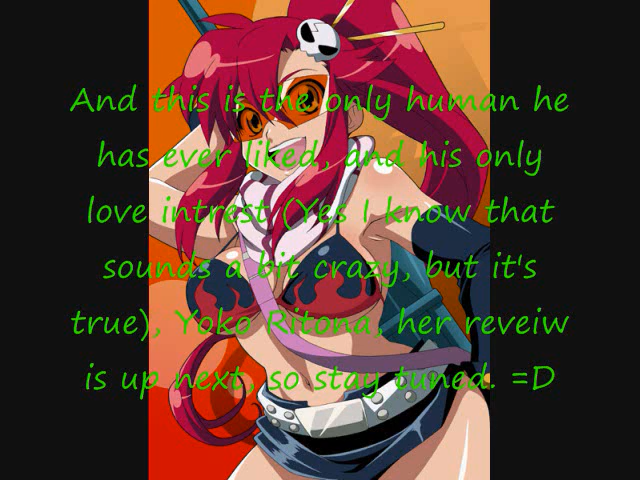 And this is the only human he
has ever liked, and his only
love intrest (Yes I know that
sounds a bit crazy, but it's
true), Yoko Ritona, her reveiw
is up next, so stay tuned. =D